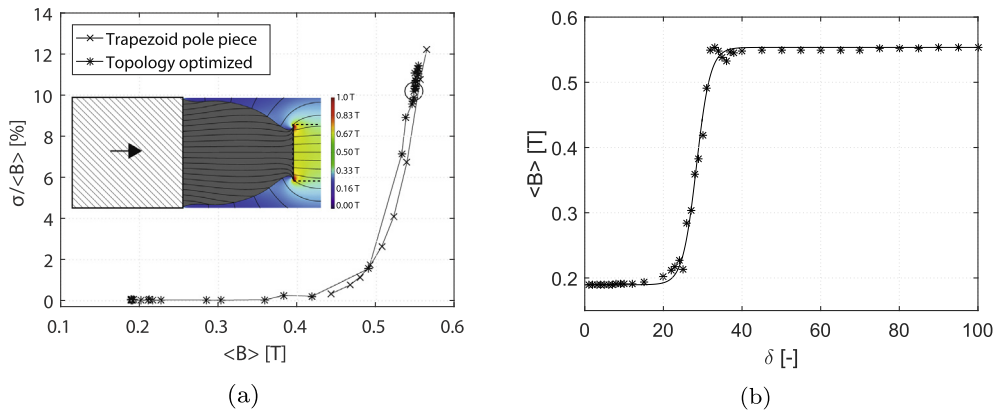 14
12
10
8
6
4
2
0
σ/<B> [%]
Trapezoid pole piece
Topology optimized
1.0 T
0.83 T
0.67 T
0.50 T
0.33 T
0.16 T
0.00 T
0.1 0.2 0.3 0.4 0.5 0.6
<B> [T]
(a)
0.6
0.5
0.4
0.3
0.2
<B> [T]
1 20 40 60 80 100
δ [-]
(b)